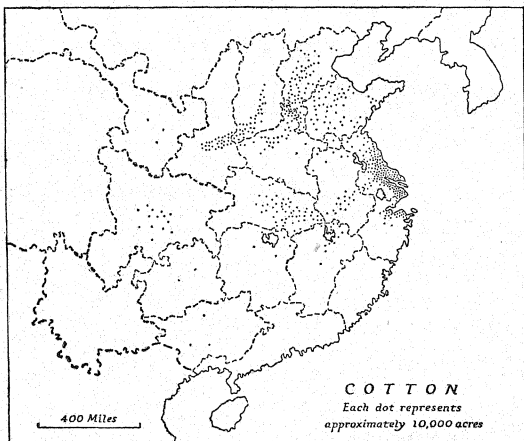 COTTON
Each dot represents
approximately 10,000 acres
400 Miles